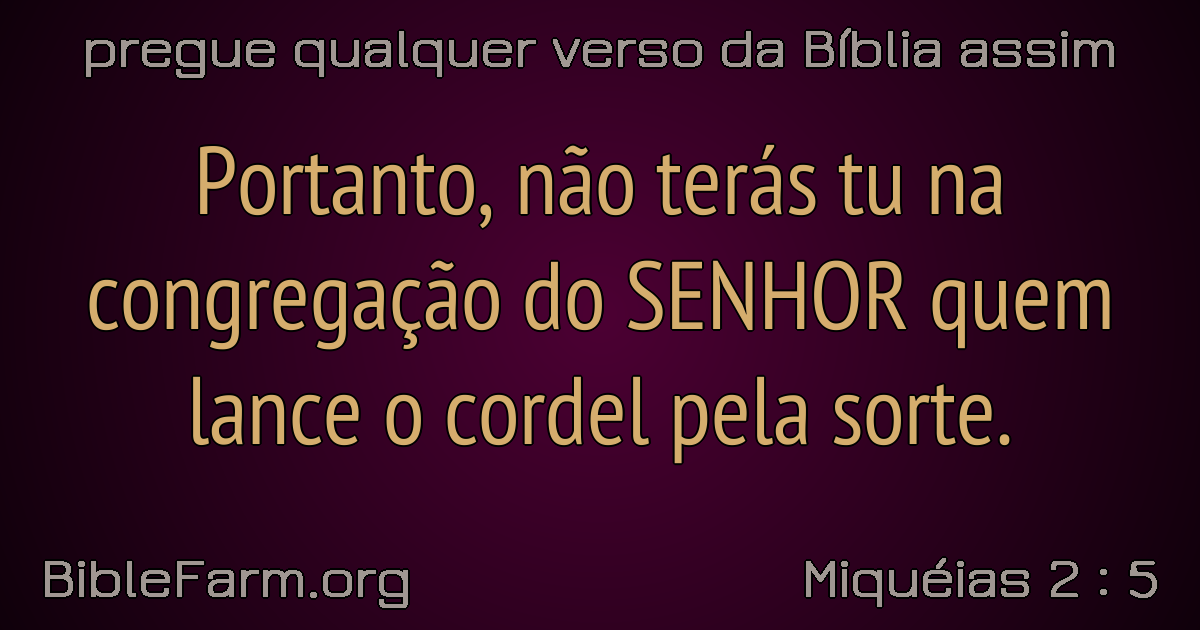 pregue qualquer verso da Bíblia assim
Portanto, não terás tu na
congregação do SENHOR quem
lance o cordel pela sorte.
BibleFarm.org
Miquéias 2 : 5